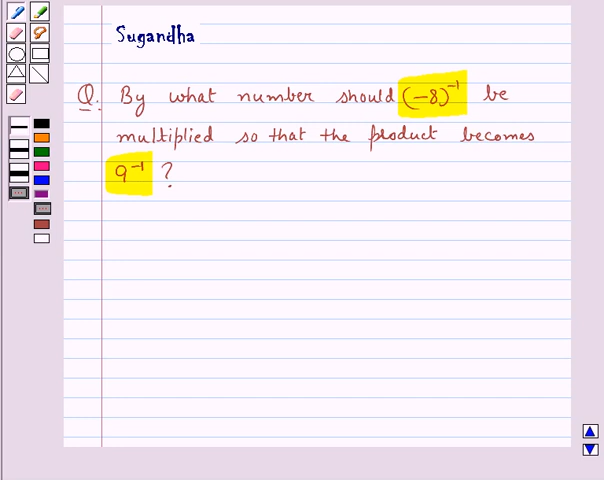 Sugandha
Q. By what number should (-8)⁻¹ be
multiplied so that the product becomes
9⁻¹ ?